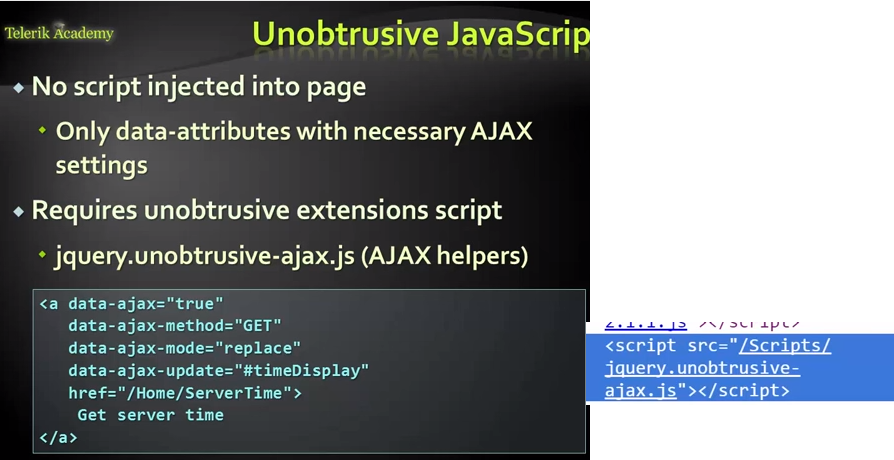 Telerik Academy
Unobtrusive JavaScrip
No script injected into page
Only data-attributes with necessary AJAX
settings
Requires unobtrusive extensions script
jquery.unobtrusive-ajax.js (AJAX helpers)
<a data-ajax="true"
data-ajax-method="GET"
data-ajax-mode="replace"
data-ajax-update="#timeDisplay"
href="/Home/ServerTime">
Get server time
</a>
2.1.1.js"></script>
<script src="/Scripts/
jquery.unobtrusive-
ajax.js"></script>